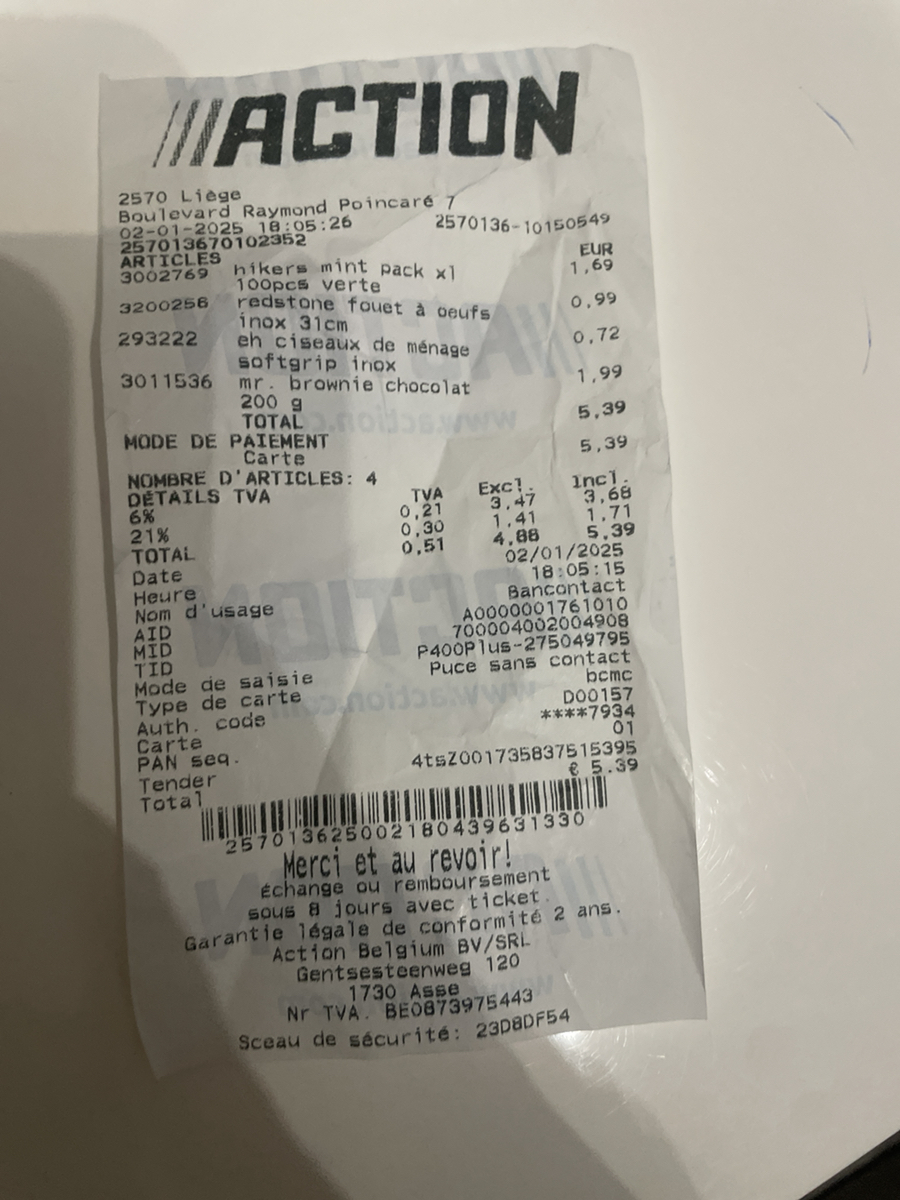 ///ACTION
2570 Liège
Boulevard Raymond Poincaré 7
02-01-2025 18:05:26 2570136-10150549
257013670102352
ARTICLES EUR
3002769 hikers mint pack x1 1,69
100pcs verte
3200256 redstone fouet à oeufs 0,99
inox 31cm
293222 eh ciseaux de ménage 0,72
softgrip inox
3011536 mr. brownie chocolat 1,99
200 g
TOTAL 5,39
MODE DE PAIEMENT
Carte 5,39
NOMBRE D'ARTICLES: 4
DÉTAILS TVA TVA Excl. Incl.
6% 0,21 3,47 3,68
21% 0,30 1,41 1,71
TOTAL 0,51 4,88 5,39
Date 02/01/2025
Heure 18:05:15
Nom d'usage Bancontact
AID A0000001761010
MID 700004002004908
TID P400Plus-275049795
Mode de saisie Puce sans contact
Type de carte bcmc
Auth. code D00157
Carte ****7934
PAN seq. 01
Tender 4tsZ001735837515395
Total € 5.39
257013625002180439631330
Merci et au revoir!
Échange ou remboursement
sous 8 jours avec ticket.
Garantie légale de conformité 2 ans.
Action Belgium BV/SRL
Gentsesteenweg 120
1730 Asse
Nr TVA. BE0873975443
Sceau de sécurité: 23D8DF54